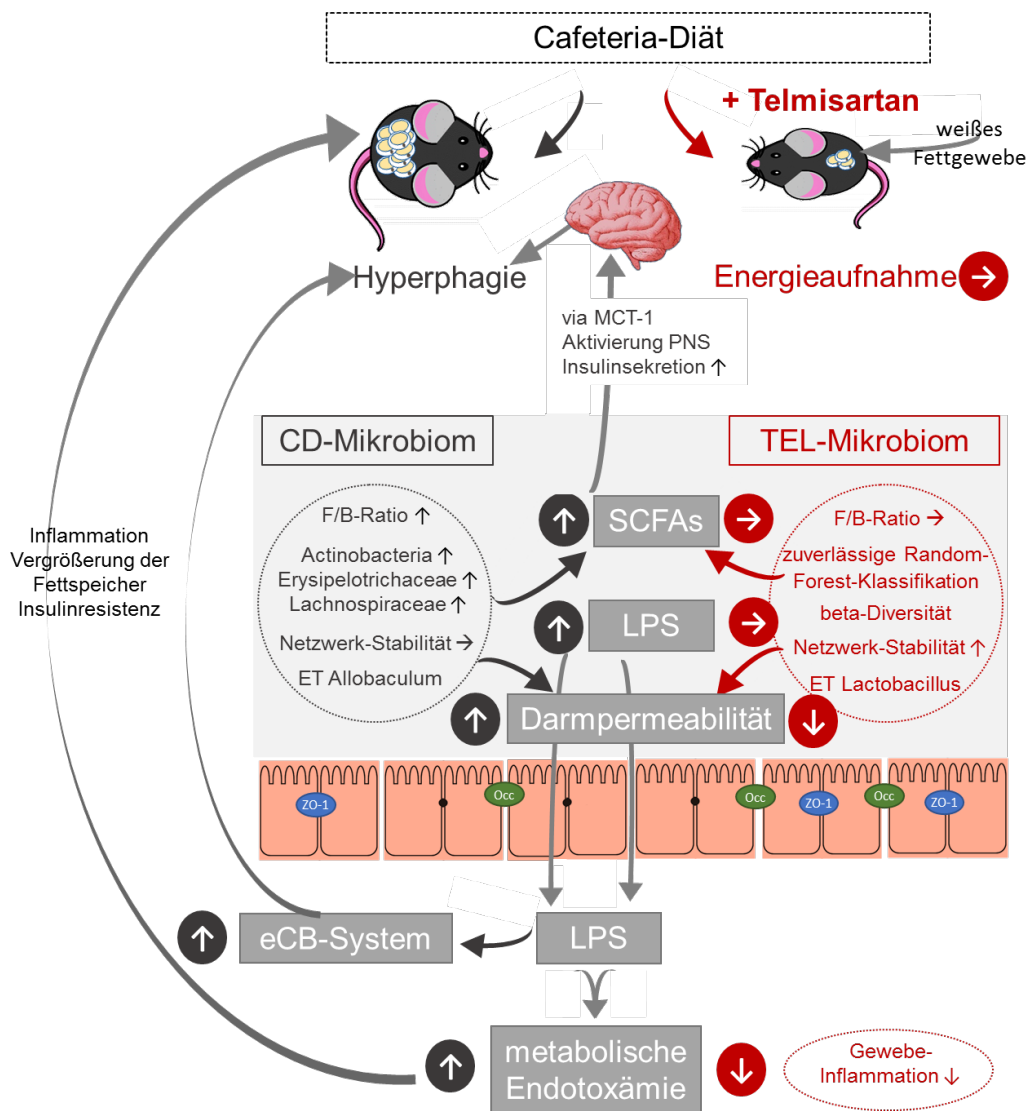 Cafeteria-Diät
+ Telmisartan
weißes
Fettgewebe
Hyperphagie
Energieaufnahme →
via MCT-1
Aktivierung PNS
Insulinsekretion ↑
CD-Mikrobiom
TEL-Mikrobiom
F/B-Ratio ↑
Actinobacteria ↑
Erysipelotrichaceae ↑
Lachnospiraceae ↑
Netzwerk-Stabilität →
ET Allobaculum
↑ SCFAs →
↑ LPS →
↑ Darmpermeabilität ↓
F/B-Ratio →
zuverlässige Random-
Forest-Klassifikation
beta-Diversität
Netzwerk-Stabilität ↑
ET Lactobacillus
Inflammation
Vergrößerung der
Fettspeicher
Insulinresistenz
ZO-1
Occ
Occ
ZO-1
Occ
ZO-1
↑ eCB-System
LPS
↑ metabolische
Endotoxämie ↓
Gewebe-
Inflammation ↓